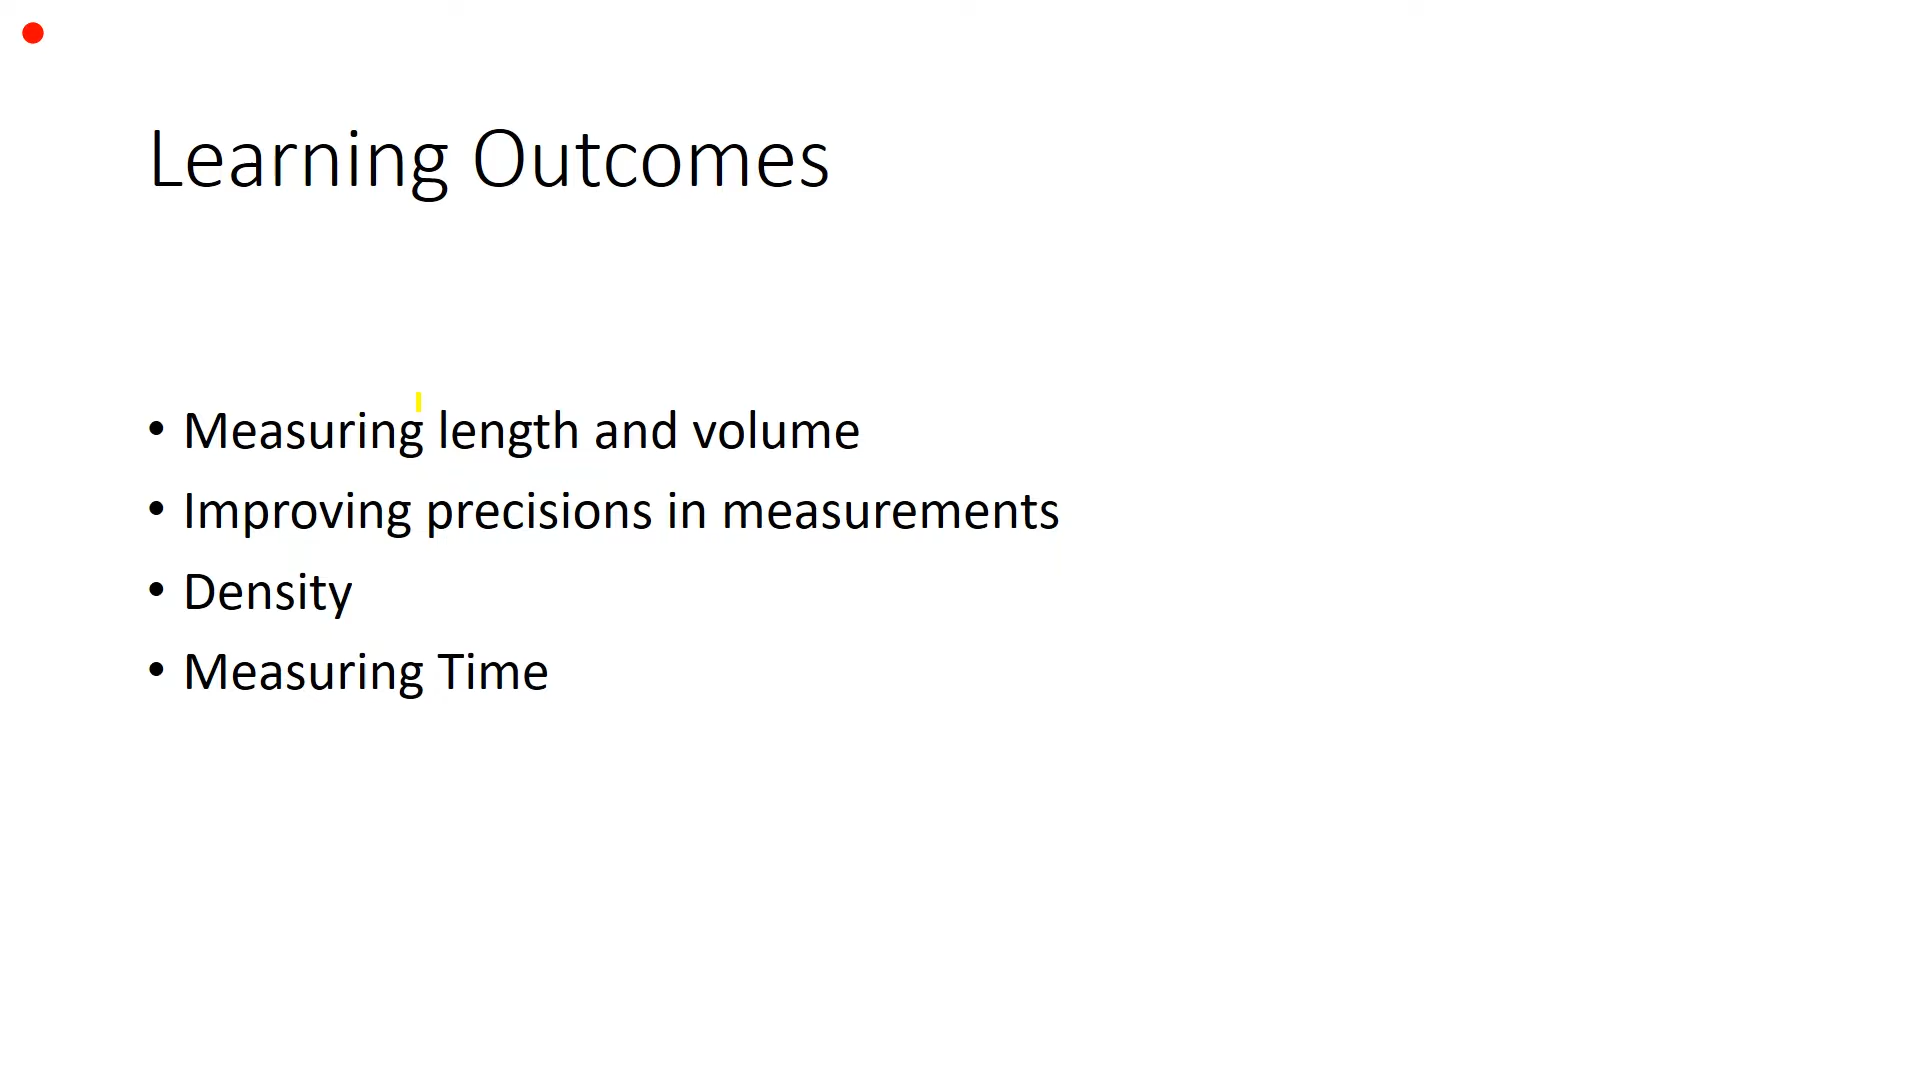 Learning Outcomes
• Measuring length and volume
• Improving precisions in measurements
• Density
• Measuring Time